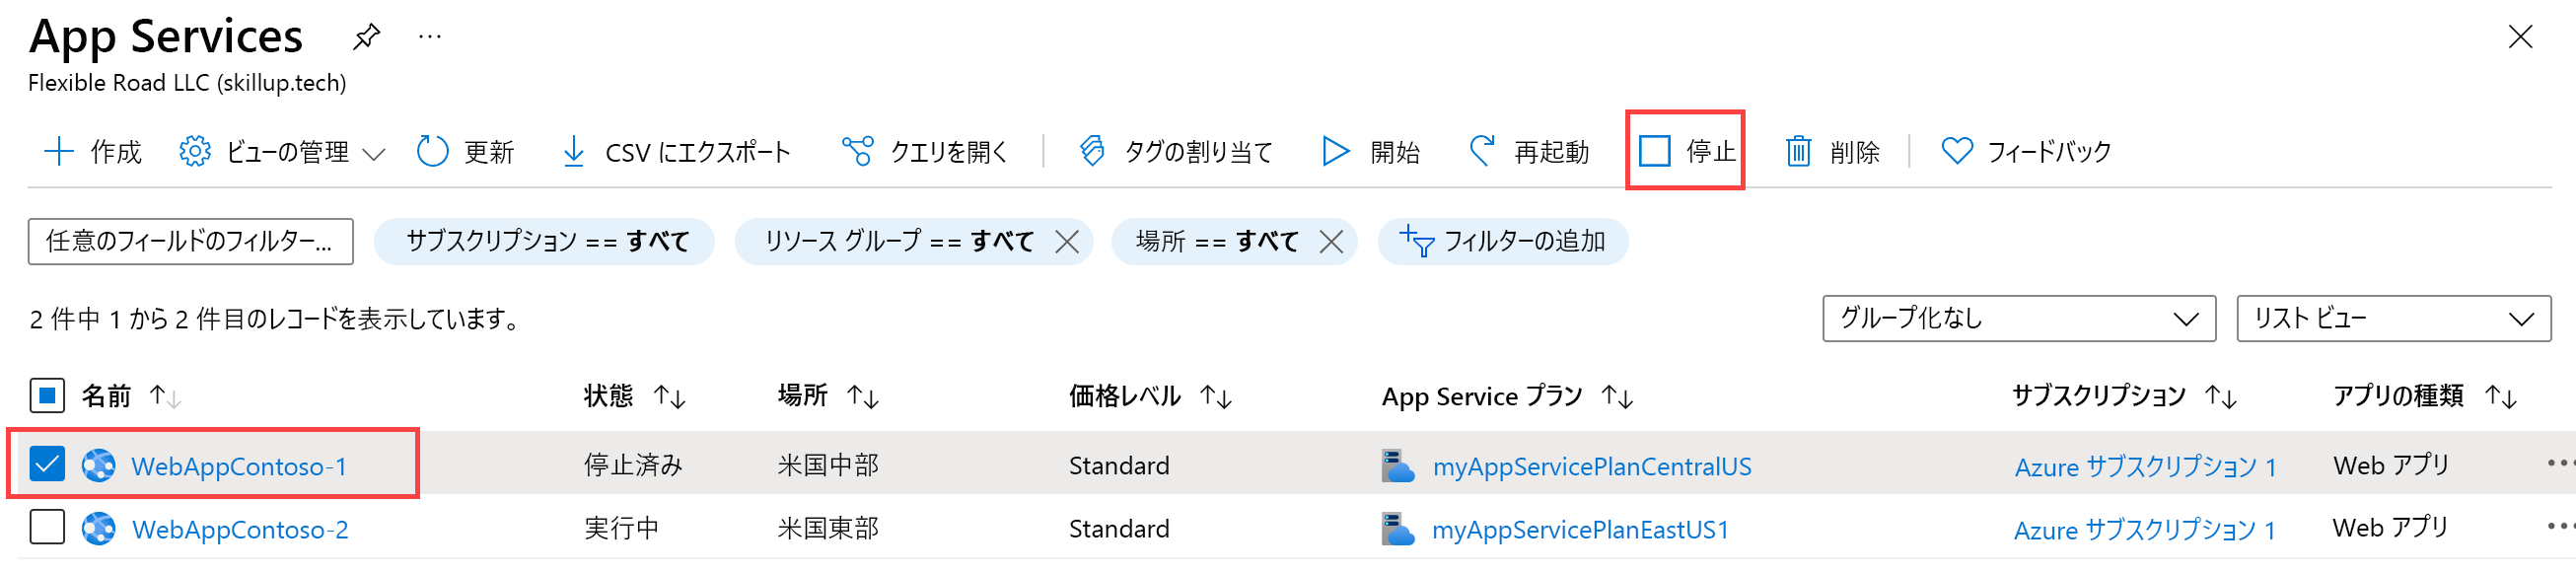 App Services
Flexible Road LLC (skillup.tech)
作成 ビューの管理 更新 CSV にエクスポート クエリを開く タグの割り当て 開始 再起動 停止 削除 フィードバック
任意のフィールドのフィルター... サブスクリプション == すべて リソース グループ == すべて 場所 == すべて フィルターの追加
2 件中 1 から 2 件目のレコードを表示しています。 グループ化なし リスト ビュー
名前 状態 場所 価格レベル App Service プラン サブスクリプション アプリの種類
WebAppContoso-1 停止済み 米国中部 Standard myAppServicePlanCentralUS Azure サブスクリプション 1 Web アプリ
WebAppContoso-2 実行中 米国東部 Standard myAppServicePlanEastUS1 Azure サブスクリプション 1 Web アプリ